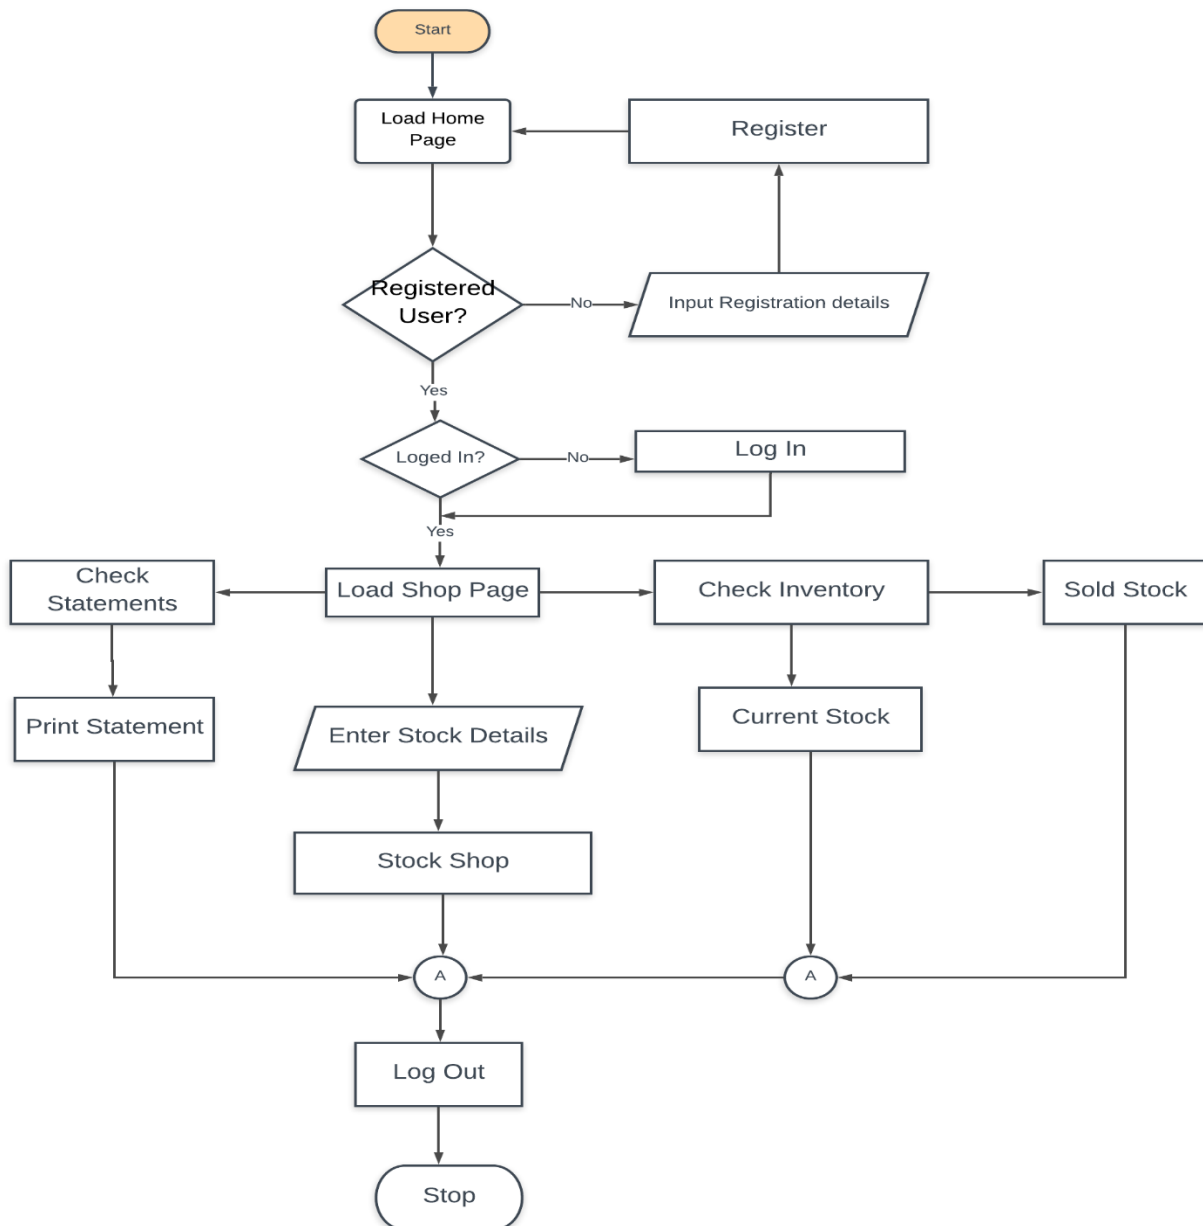 Start
Load Home
Page
Register
Registered
User?
No
Input Registration details
Yes
Loged In?
No
Log In
Yes
Check
Statements
Load Shop Page
Check Inventory
Sold Stock
Print Statement
Enter Stock Details
Current Stock
Stock Shop
A
A
Log Out
Stop